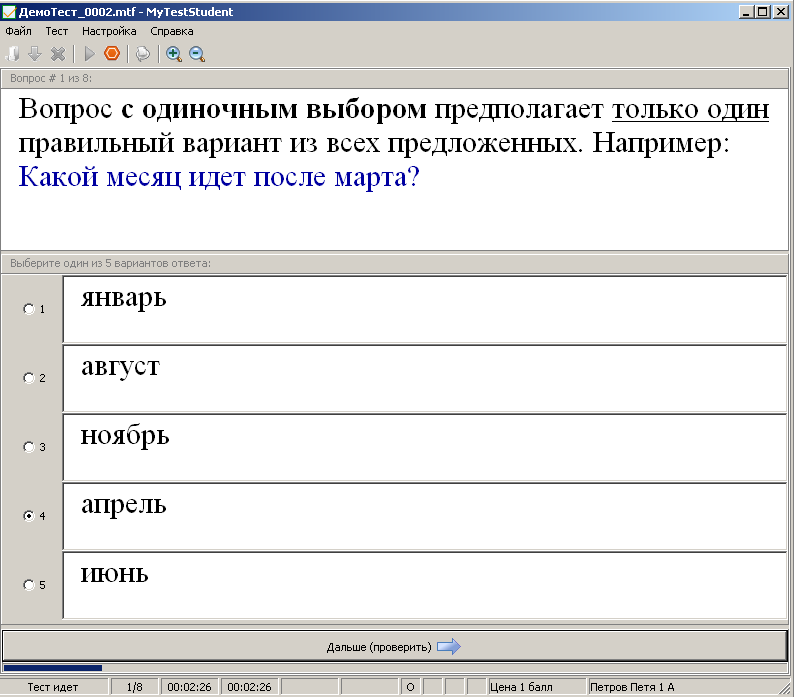 ДемоТест_0002.mtf - MyTestStudent
Файл Тест Настройка Справка
Вопрос # 1 из 8:
Вопрос с одиночным выбором предполагает только один
правильный вариант из всех предложенных. Например:
Какой месяц идет после марта?
Выберите один из 5 вариантов ответа:
1 январь
2 август
3 ноябрь
4 апрель
5 июнь
Дальше (проверить)
Тест идет 1/8 00:02:26 00:02:26 О Цена 1 балл Петров Петя 1 А